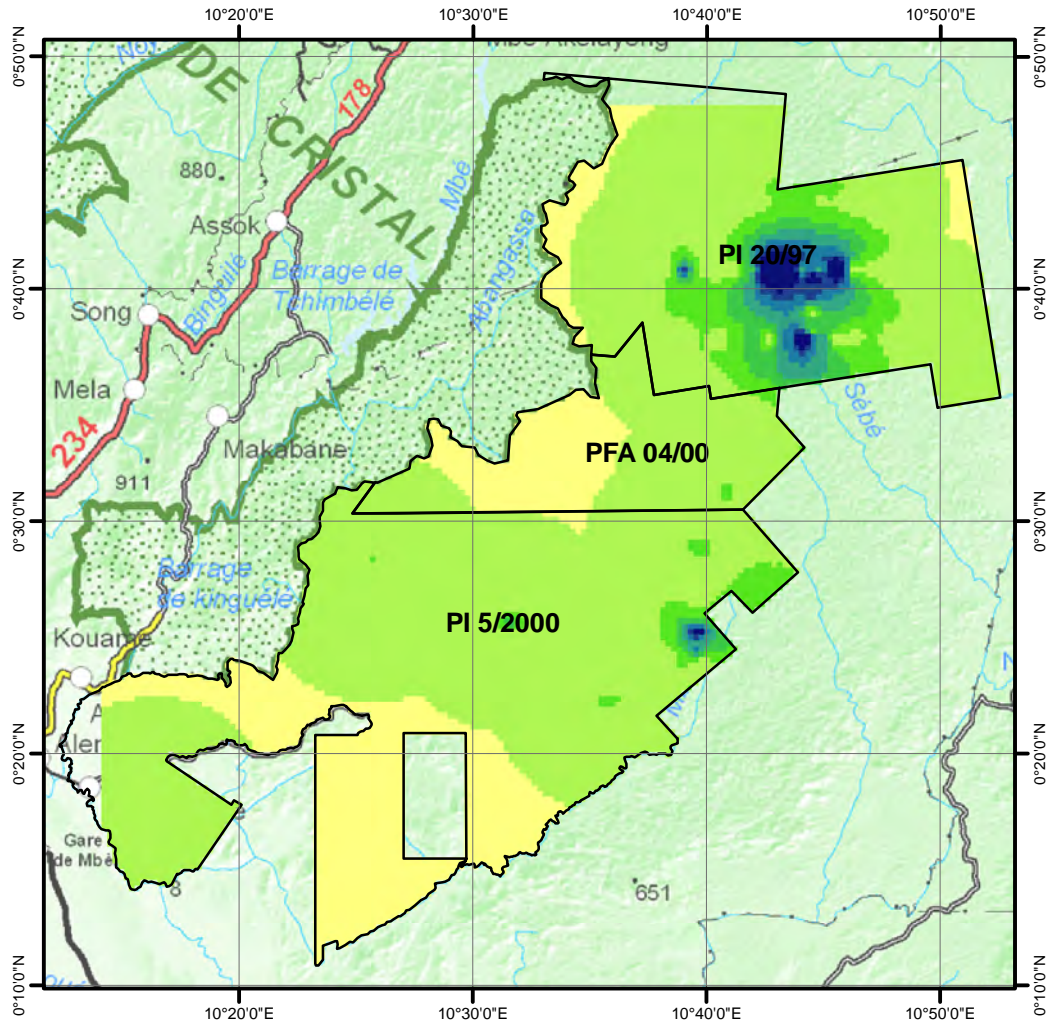 10°20'0"E
10°30'0"E
10°40'0"E
10°50'0"E
0°50'0"N
0°50'0"N
DE
178
CRISTAL
880
Mbé
Assok
Abangassa
PI 20/97
Barrage de
Tchimbélé
0°40'0"N
0°40'0"N
Song
Binguillé
Mela
Sébé
234
Makabane
PFA 04/00
911
0°30'0"N
0°30'0"N
Barrage
de kinguélé
PI 5/2000
Kouame
0°20'0"N
0°20'0"N
Gare
de Mbé
8
651
0°10'0"N
0°10'0"N
10°20'0"E
10°30'0"E
10°40'0"E
10°50'0"E